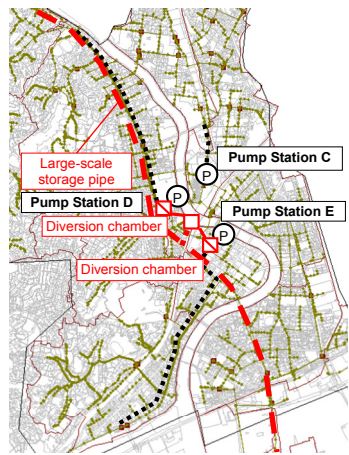 Large-scale
storage pipe
Pump Station C
P
P
Pump Station D
Pump Station E
Diversion chamber
P
Diversion chamber